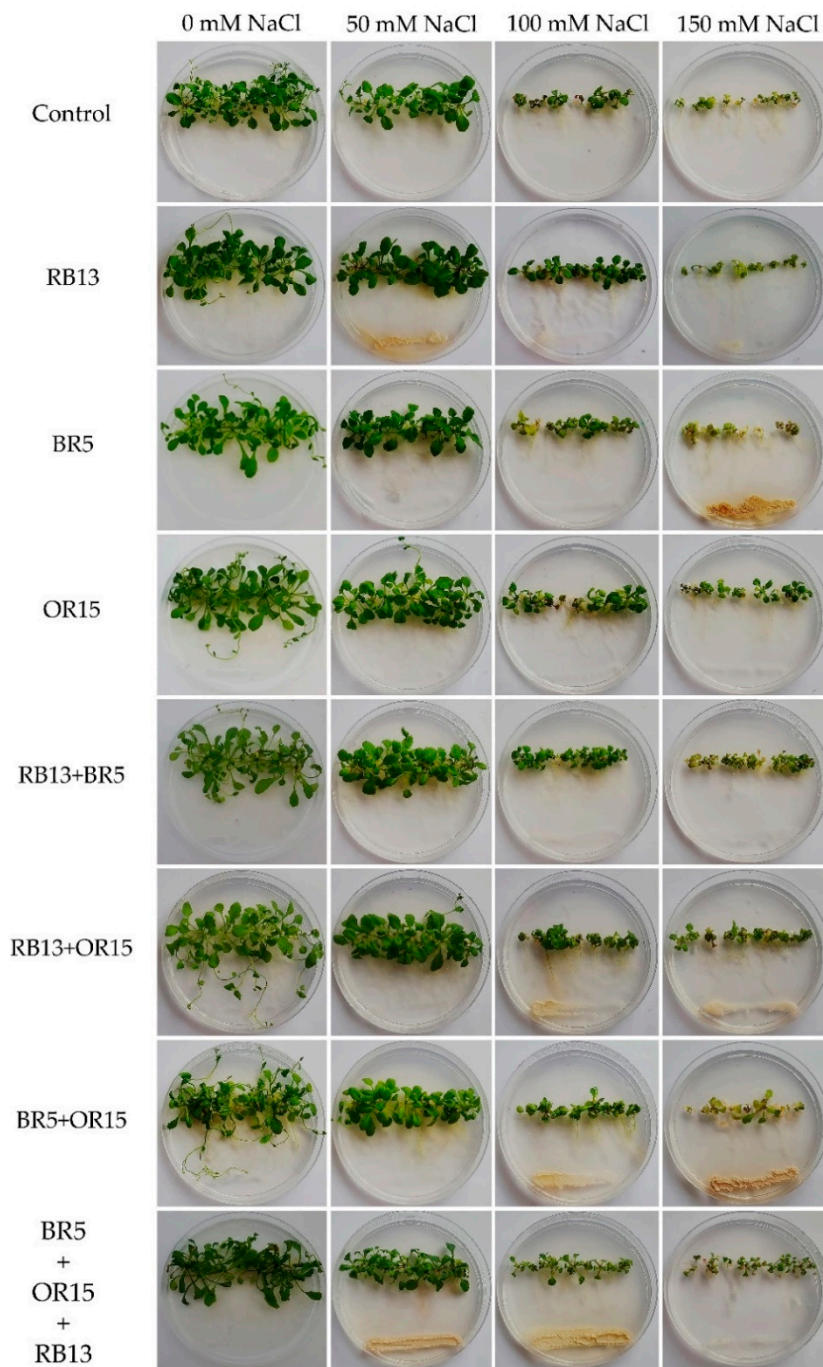 0 mM NaCl 50 mM NaCl 100 mM NaCl 150 mM NaCl
Control
RB13
BR5
OR15
RB13+BR5
RB13+OR15
BR5+OR15
BR5
+
OR15
+
RB13